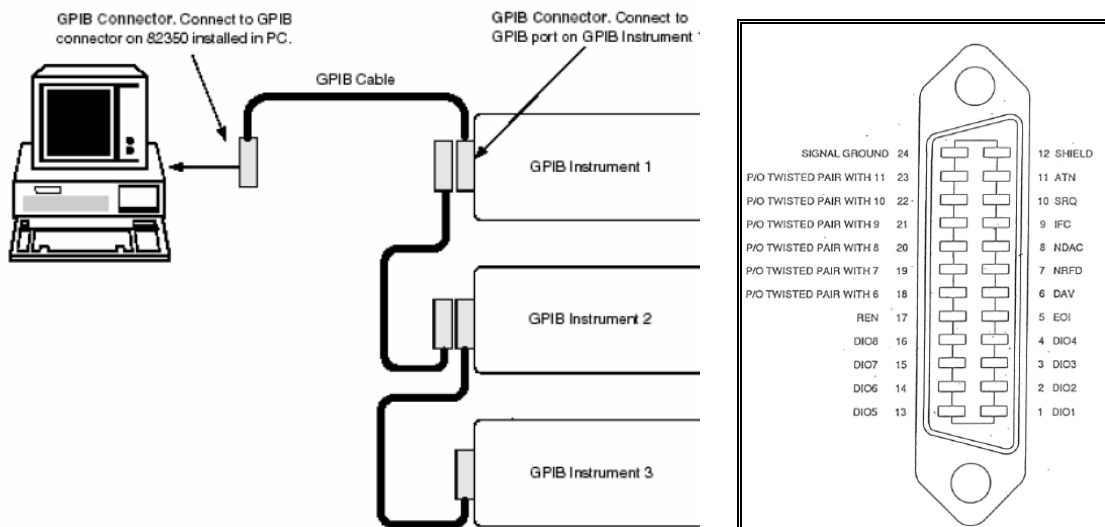 GPIB Connector. Connect to GPIB
connector on 82350 installed in PC.
GPIB Connector. Connect to
GPIB port on GPIB Instrument 1
GPIB Cable
GPIB Instrument 1
GPIB Instrument 2
GPIB Instrument 3
SIGNAL GROUND 24
P/O TWISTED PAIR WITH 11 23
P/O TWISTED PAIR WITH 10 22
P/O TWISTED PAIR WITH 9 21
P/O TWISTED PAIR WITH 8 20
P/O TWISTED PAIR WITH 7 19
P/O TWISTED PAIR WITH 6 18
REN 17
DIO8 16
DIO7 15
DIO6 14
DIO5 13
12 SHIELD
11 ATN
10 SRQ
9 IFC
8 NDAC
7 NRFD
6 DAV
5 EOI
4 DIO4
3 DIO3
2 DIO2
1 DIO1